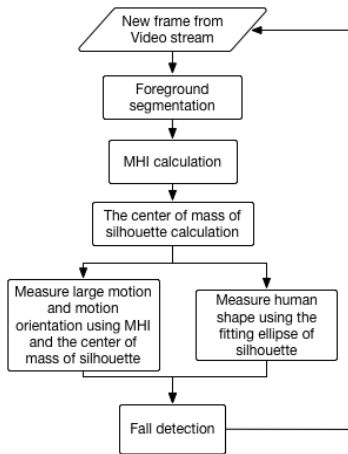 New frame from
Video stream
Foreground
segmentation
MHI calculation
The center of mass of
silhouette calculation
Measure large motion
and motion
orientation using MHI
and the center of
mass of silhouette
Measure human
shape using the
fitting ellipse of
silhouette
Fall detection